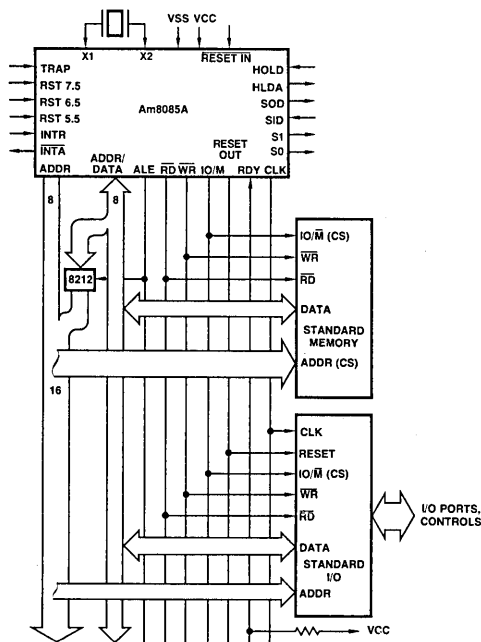 VSS VCC
X1 X2 RESET IN
TRAP HOLD
RST 7.5 HLDA
RST 6.5 Am8085A SOD
RST 5.5 SID
INTR RESET OUT S1
INTA S0
ADDR ADDR/DATA ALE RD WR IO/M RDY CLK
8 8
IO/M (CS)
WR
8212 RD
DATA
STANDARD
MEMORY
ADDR (CS)
16
CLK
RESET
IO/M (CS)
WR
RD
I/O PORTS,
CONTROLS
DATA
STANDARD
I/O
ADDR
VCC